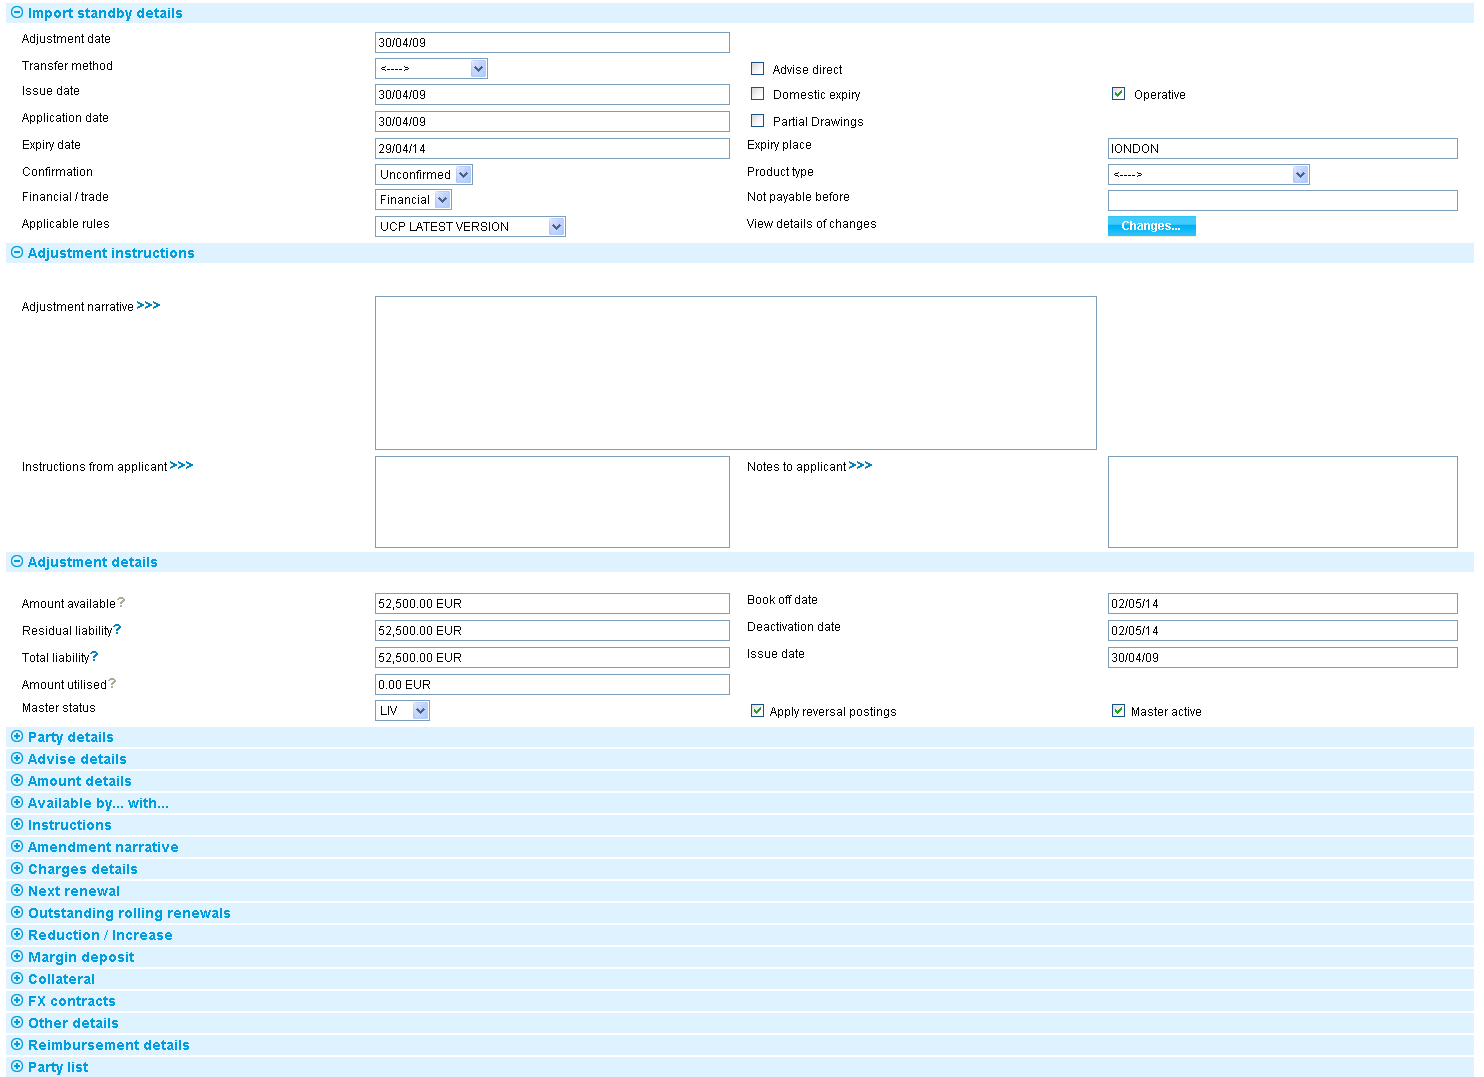 Import standby details
Adjustment date 30/04/09
Transfer method <----> Advise direct
Issue date 30/04/09 Domestic expiry Operative
Application date 30/04/09 Partial Drawings
Expiry date 29/04/14 Expiry place lONDON
Confirmation Unconfirmed Product type <---->
Financial / trade Financial Not payable before
Applicable rules UCP LATEST VERSION View details of changes Changes...
Adjustment instructions
Adjustment narrative >>>
Instructions from applicant >>> Notes to applicant >>>
Adjustment details
Amount available? 52,500.00 EUR Book off date 02/05/14
Residual liability? 52,500.00 EUR Deactivation date 02/05/14
Total liability? 52,500.00 EUR Issue date 30/04/09
Amount utilised? 0.00 EUR
Master status LIV Apply reversal postings Master active
Party details
Advise details
Amount details
Available by... with...
Instructions
Amendment narrative
Charges details
Next renewal
Outstanding rolling renewals
Reduction / Increase
Margin deposit
Collateral
FX contracts
Other details
Reimbursement details
Party list